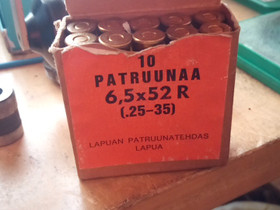 10
PATRUUNAA
6,5x52 R
(.25-35)
LAPUAN PATRUUNATEHDAS
LAPUA